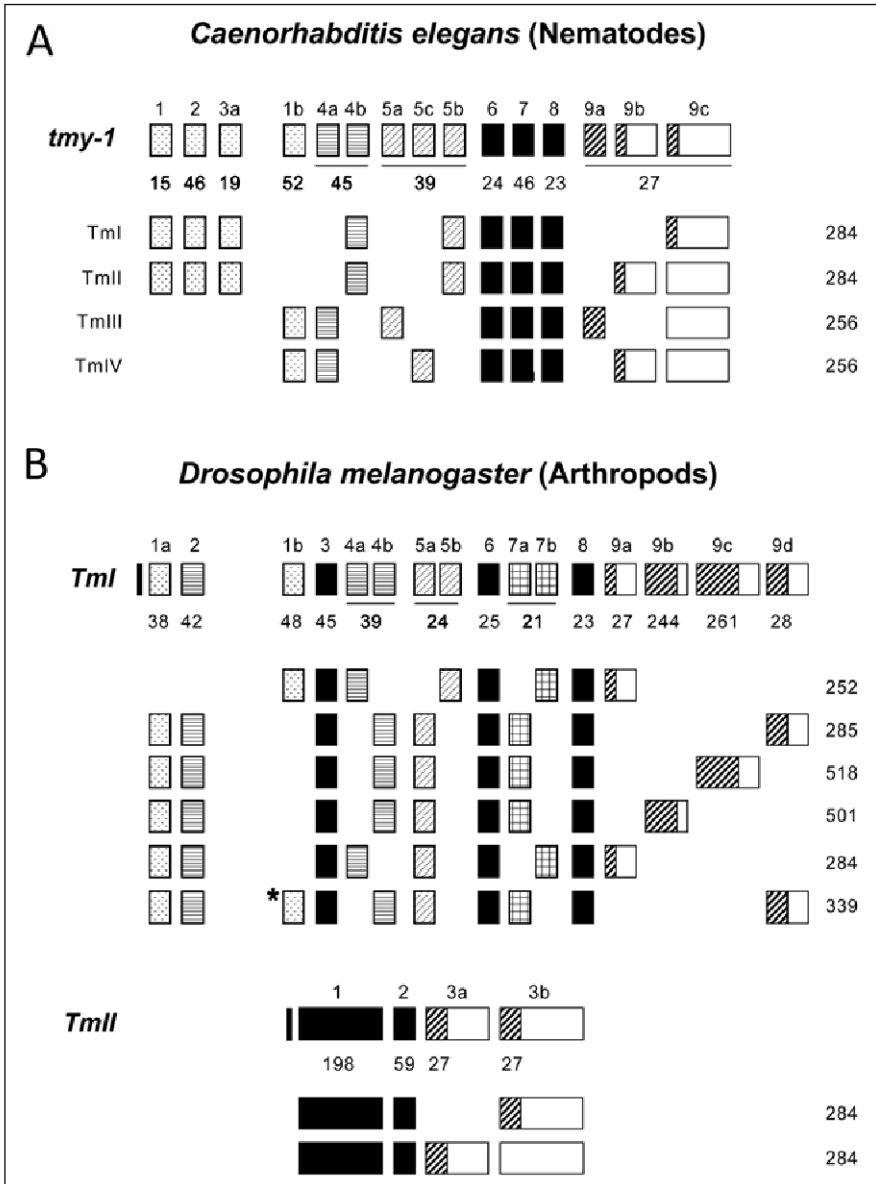 A
Caenorhabditis elegans (Nematodes)
1 2 3a 1b 4a 4b 5a 5c 5b 6 7 8 9a 9b 9c
tmy-1
15 46 19 52 45 39 24 46 23 27
TmI 284
TmII 284
TmIII 256
TmIV 256
B
Drosophila melanogaster (Arthropods)
1a 2 1b 3 4a 4b 5a 5b 6 7a 7b 8 9a 9b 9c 9d
TmI
38 42 48 45 39 24 25 21 23 27 244 261 28
252
285
518
501
284
* 339
1 2 3a 3b
TmII
198 59 27 27
284
284